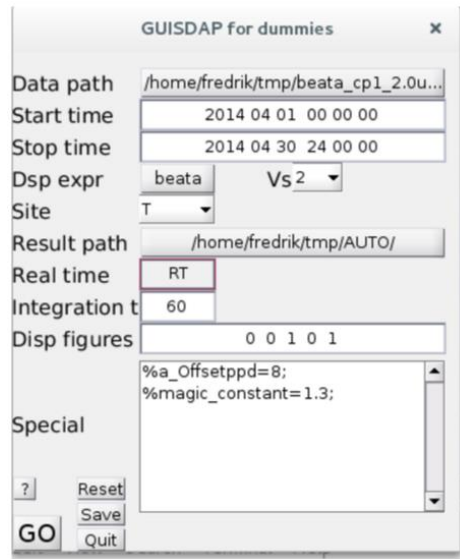 GUISDAP for dummies ×
Data path /home/fredrik/tmp/beata_cp1_2.0u...
Start time 2014 04 01 00 00 00
Stop time 2014 04 30 24 00 00
Dsp expr beata Vs 2
Site T
Result path /home/fredrik/tmp/AUTO/
Real time RT
Integration t 60
Disp figures 0 0 1 0 1
Special %a_Offsetppd=8;
%magic_constant=1.3;
? Reset
Save
GO Quit